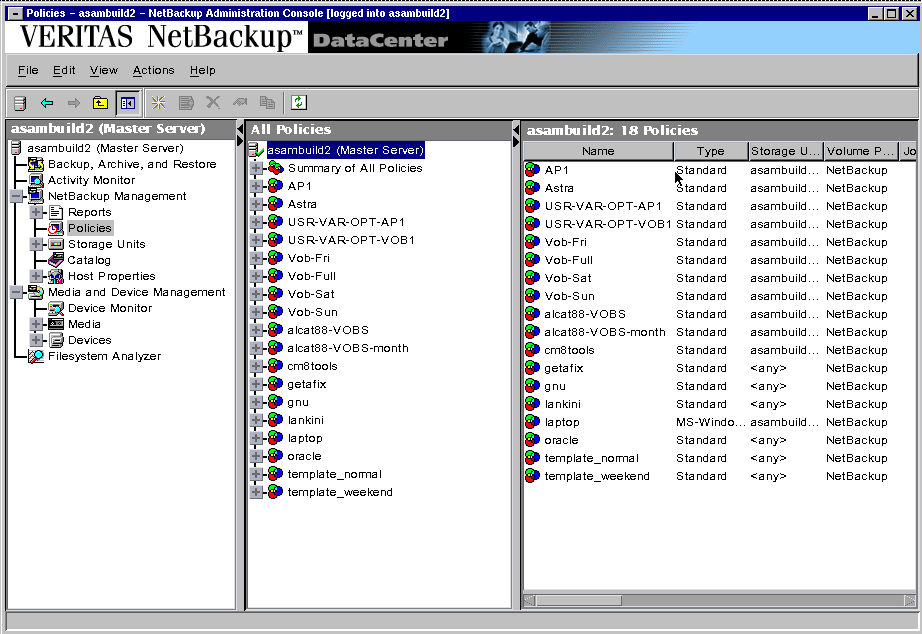 Policies - asambuild2 - NetBackup Administration Console [logged into asambuild2]
VERITAS NetBackup™ DataCenter
File Edit View Actions Help
asambuild2 (Master Server)
asambuild2 (Master Server)
Backup, Archive, and Restore
Activity Monitor
NetBackup Management
Reports
Policies
Storage Units
Catalog
Host Properties
Media and Device Management
Device Monitor
Media
Devices
Filesystem Analyzer
All Policies
asambuild2 (Master Server)
Summary of All Policies
AP1
Astra
USR-VAR-OPT-AP1
USR-VAR-OPT-VOB1
Vob-Fri
Vob-Full
Vob-Sat
Vob-Sun
alcat88-VOBS
alcat88-VOBS-month
cm8tools
getafix
gnu
lankini
laptop
oracle
template_normal
template_weekend
asambuild2: 18 Policies
Name Type Storage U... Volume P... Jo
AP1 Standard asambuild... NetBackup
Astra Standard asambuild... NetBackup
USR-VAR-OPT-AP1 Standard asambuild... NetBackup
USR-VAR-OPT-VOB1 Standard asambuild... NetBackup
Vob-Fri Standard asambuild... NetBackup
Vob-Full Standard asambuild... NetBackup
Vob-Sat Standard asambuild... NetBackup
Vob-Sun Standard asambuild... NetBackup
alcat88-VOBS Standard asambuild... NetBackup
alcat88-VOBS-month Standard asambuild... NetBackup
cm8tools Standard asambuild... NetBackup
getafix Standard <any> NetBackup
gnu Standard <any> NetBackup
lankini Standard <any> NetBackup
laptop MS-Windo... asambuild... NetBackup
oracle Standard <any> NetBackup
template_normal Standard <any> NetBackup
template_weekend Standard <any> NetBackup